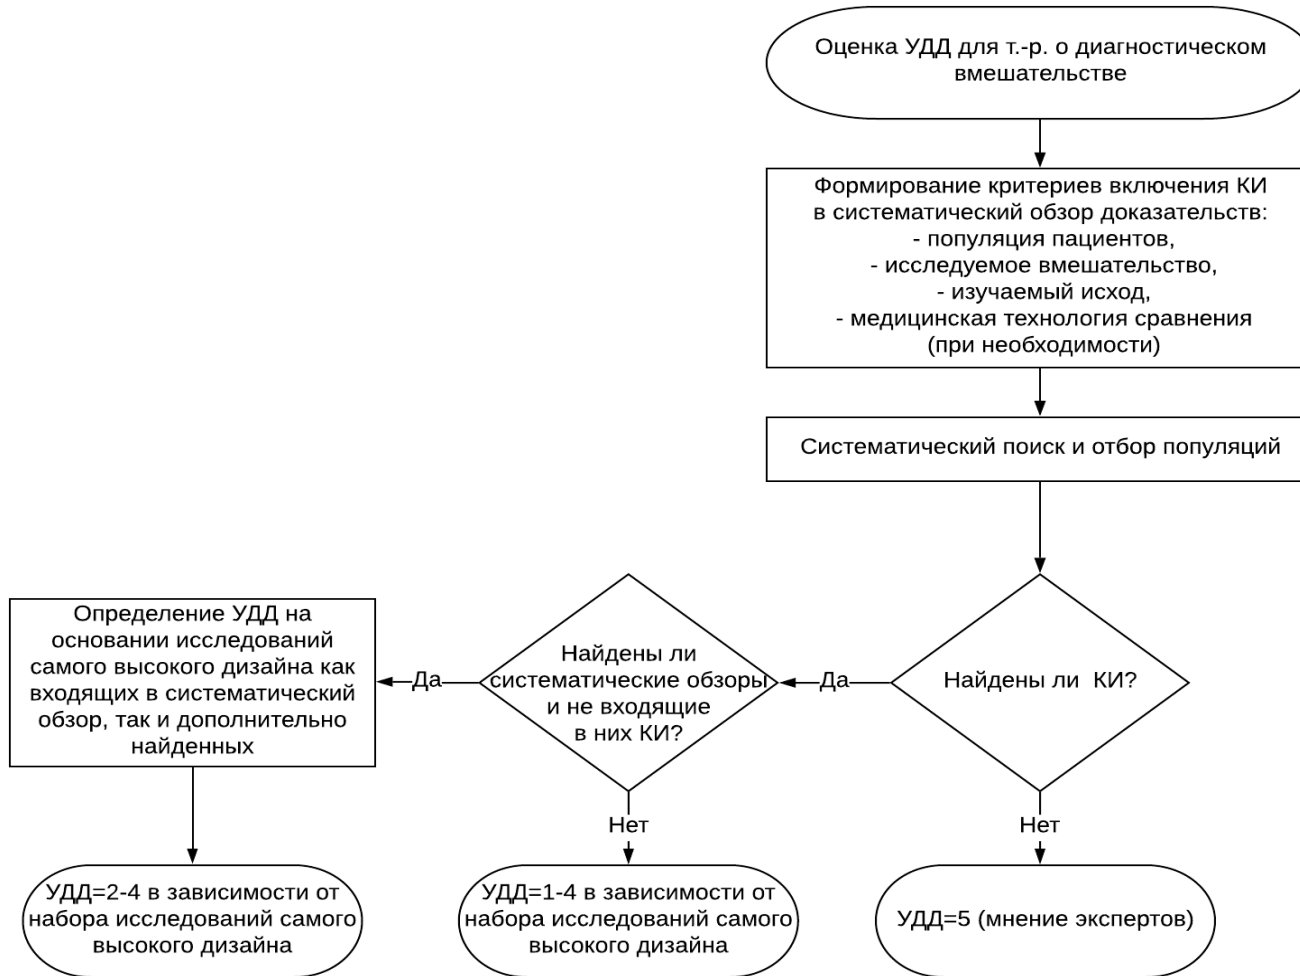 Оценка УДД для т.-р. о диагностическом
вмешательстве
Формирование критериев включения КИ
в систематический обзор доказательств:
- популяция пациентов,
- исследуемое вмешательство,
- изучаемый исход,
- медицинская технология сравнения
(при необходимости)
Систематический поиск и отбор популяций
Найдены ли КИ?
Да
Найдены ли
систематические обзоры
и не входящие
в них КИ?
Да
Определение УДД на
основании исследований
самого высокого дизайна как
входящих в систематический
обзор, так и дополнительно
найденных
Нет
Нет
УДД=2-4 в зависимости от
набора исследований самого
высокого дизайна
УДД=1-4 в зависимости от
набора исследований самого
высокого дизайна
УДД=5 (мнение экспертов)